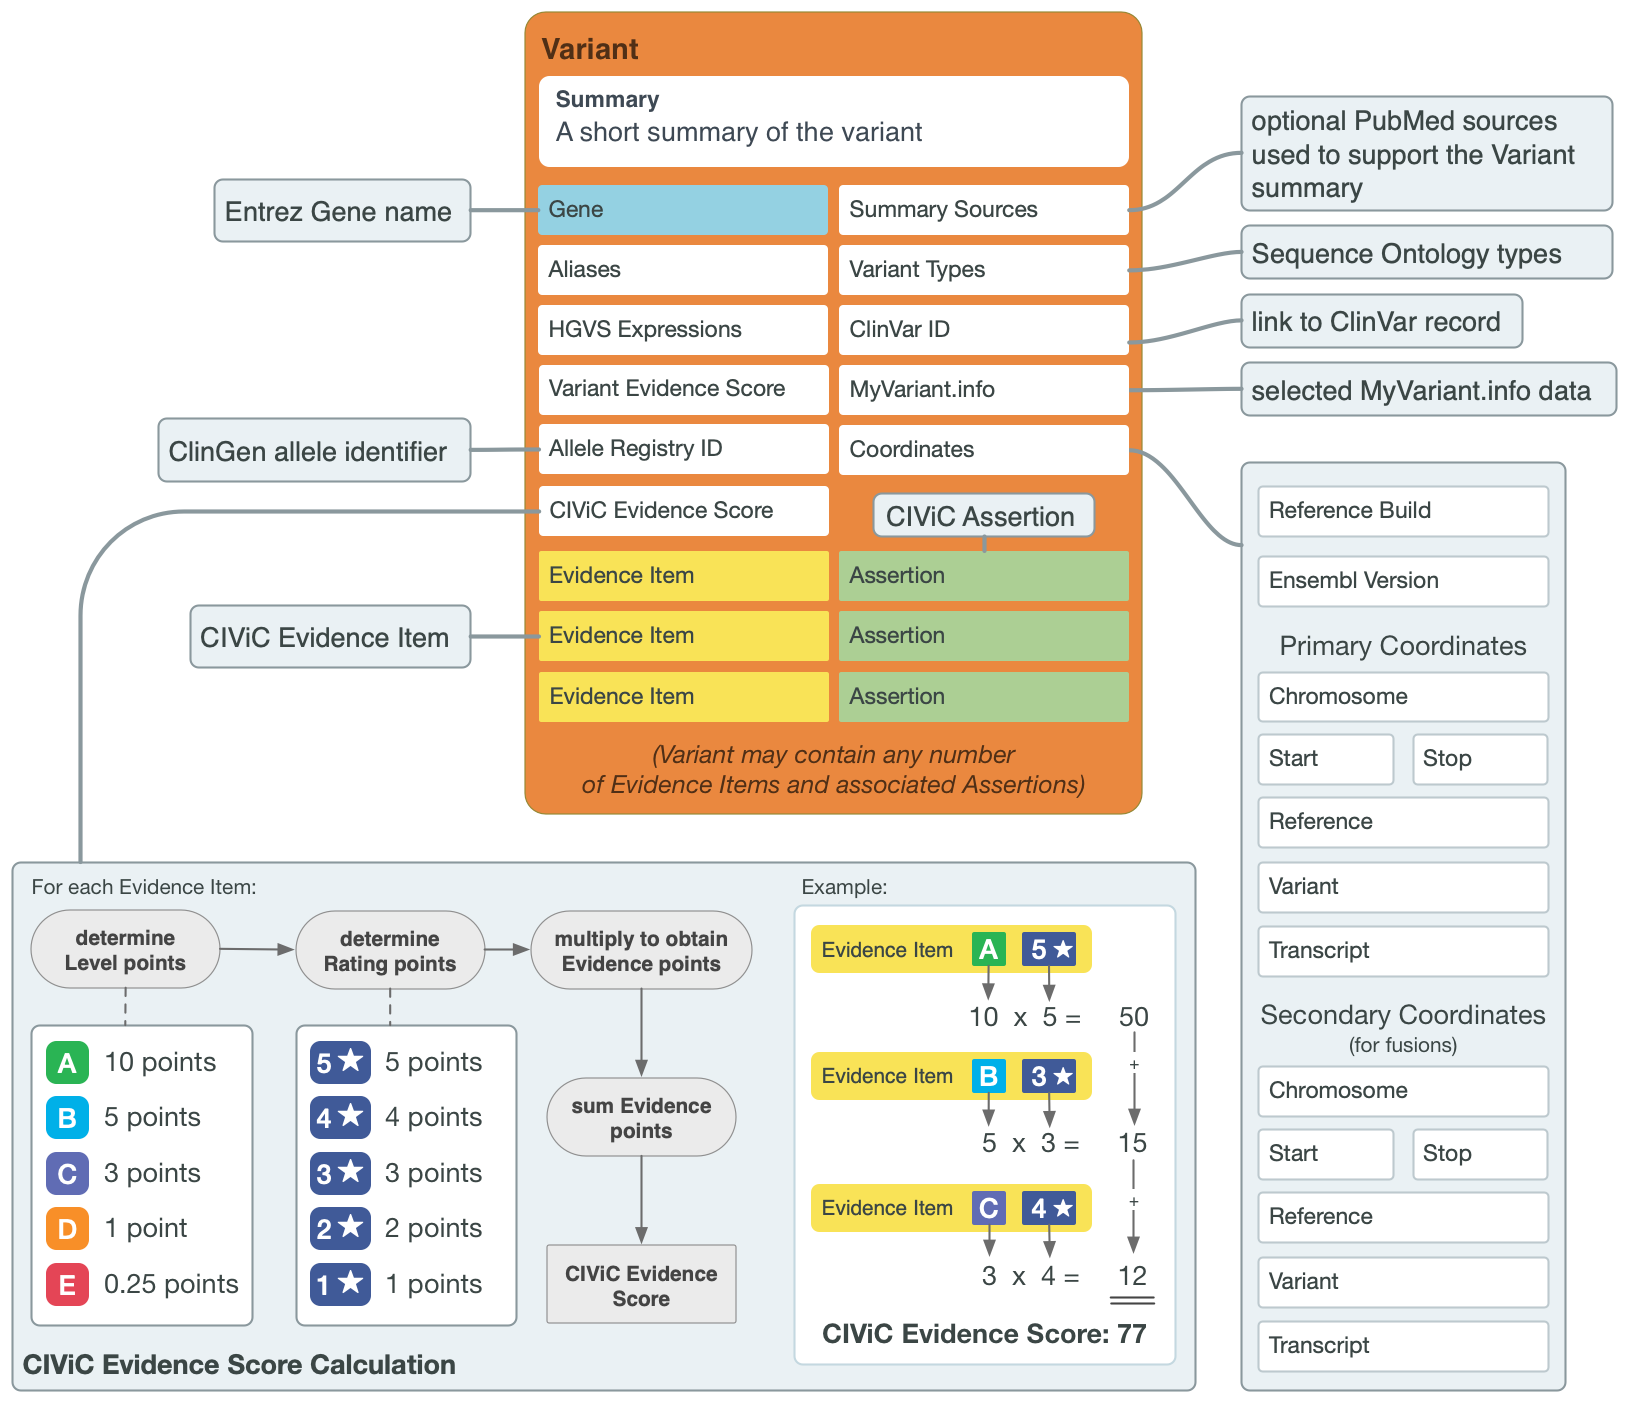 Variant
Summary
A short summary of the variant
Entrez Gene name
Gene
Summary Sources
optional PubMed sources
used to support the Variant
summary
Aliases
Variant Types
Sequence Ontology types
HGVS Expressions
ClinVar ID
link to ClinVar record
Variant Evidence Score
MyVariant.info
selected MyVariant.info data
ClinGen allele identifier
Allele Registry ID
Coordinates
CIViC Evidence Score
CIViC Assertion
Evidence Item
Assertion
CIViC Evidence Item
Evidence Item
Assertion
Evidence Item
Assertion
(Variant may contain any number
of Evidence Items and associated Assertions)
Reference Build
Ensembl Version
Primary Coordinates
Chromosome
Start
Stop
Reference
Variant
Transcript
Secondary Coordinates
(for fusions)
Chromosome
Start
Stop
Reference
Variant
Transcript
For each Evidence Item:
determine
Level points
determine
Rating points
multiply to obtain
Evidence points
A 10 points
B 5 points
C 3 points
D 1 point
E 0.25 points
5★ 5 points
4★ 4 points
3★ 3 points
2★ 2 points
1★ 1 points
sum Evidence
points
CIViC Evidence
Score
Example:
Evidence Item A 5★
10 x 5 = 50
+
Evidence Item B 3★
5 x 3 = 15
+
Evidence Item C 4★
3 x 4 = 12
CIViC Evidence Score: 77
CIViC Evidence Score Calculation